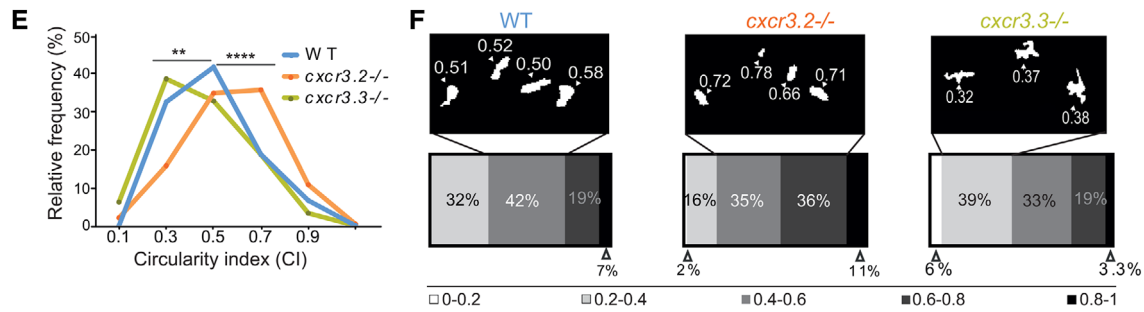 E
50
40
30
20
10
0
Relative frequency (%)
**
****
WT
cxcr3.2-/-
cxcr3.3-/-
0.1 0.3 0.5 0.7 0.9
Circularity index (CI)
F
WT
0.51 0.52 0.50 0.58
32% 42% 19%
7%
cxcr3.2-/-
0.72 0.78 0.66 0.71
16% 35% 36%
2% 11%
cxcr3.3-/-
0.32 0.37 0.38
39% 33% 19%
6% 3.3%
0-0.2 0.2-0.4 0.4-0.6 0.6-0.8 0.8-1